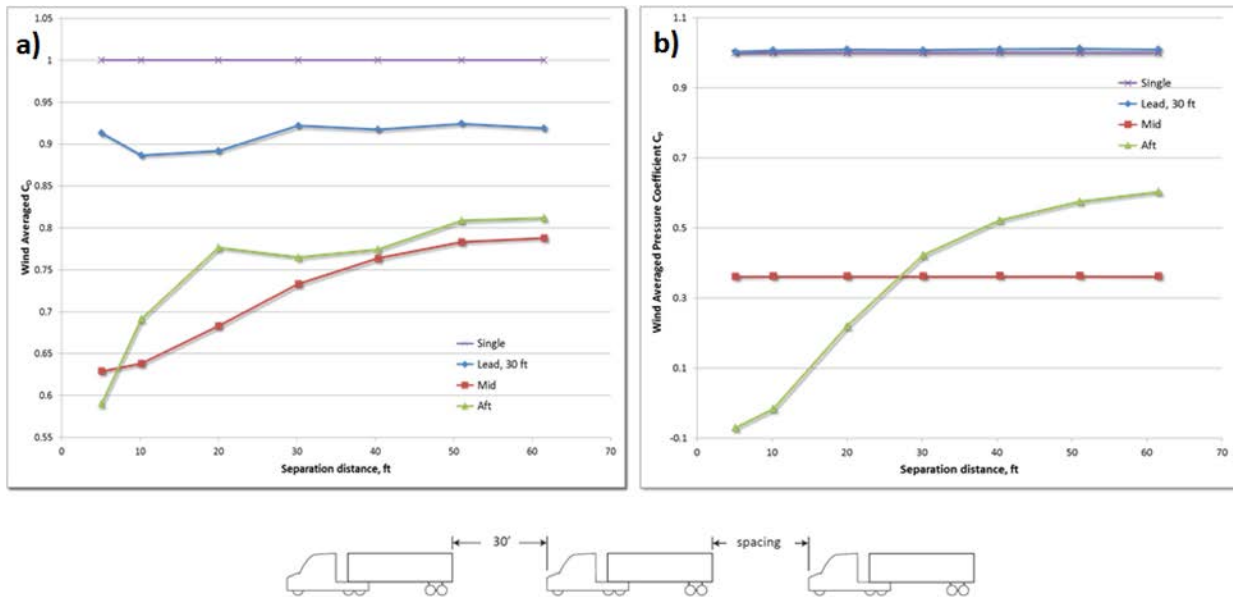 a)
Wind Averaged CD
1.05
1
0.95
0.9
0.85
0.8
0.75
0.7
0.65
0.6
0.55
0
10
20
30
40
50
60
70
Separation distance, ft
Single
Lead, 30 ft
Mid
Aft
b)
Wind Averaged Pressure Coefficient CP
1.1
0.9
0.7
0.5
0.3
0.1
-0.1
0
10
20
30
40
50
60
70
Separation distance, ft
Single
Lead, 30 ft
Mid
Aft
30'
spacing